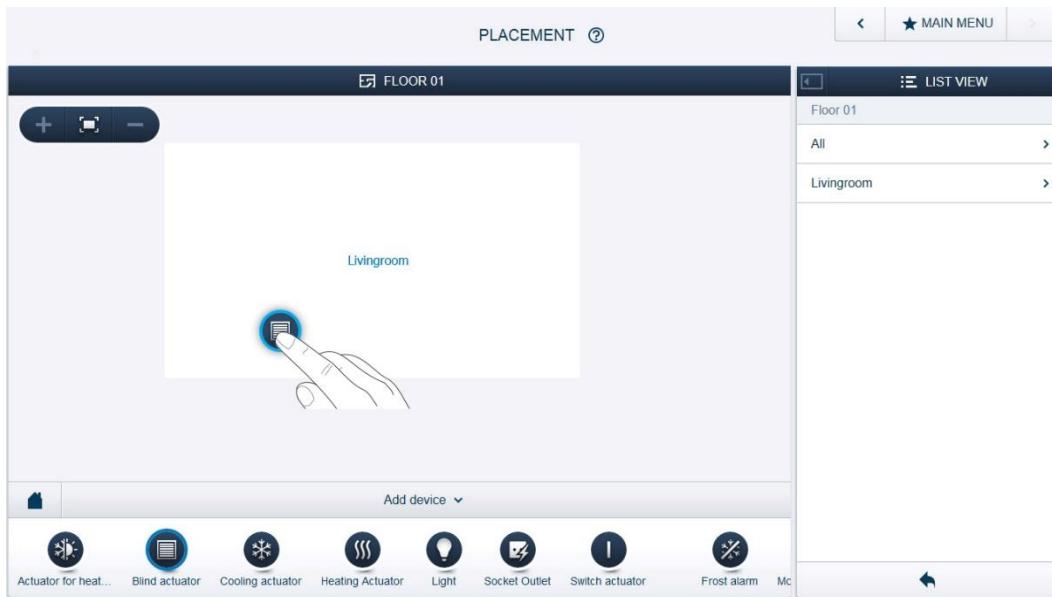 PLACEMENT ?
< ★ MAIN MENU >
FLOOR 01
LIST VIEW
Floor 01
All
Livingroom
Livingroom
Add device
Actuator for heat...
Blind actuator
Cooling actuator
Heating Actuator
Light
Socket Outlet
Switch actuator
Frost alarm
Mc